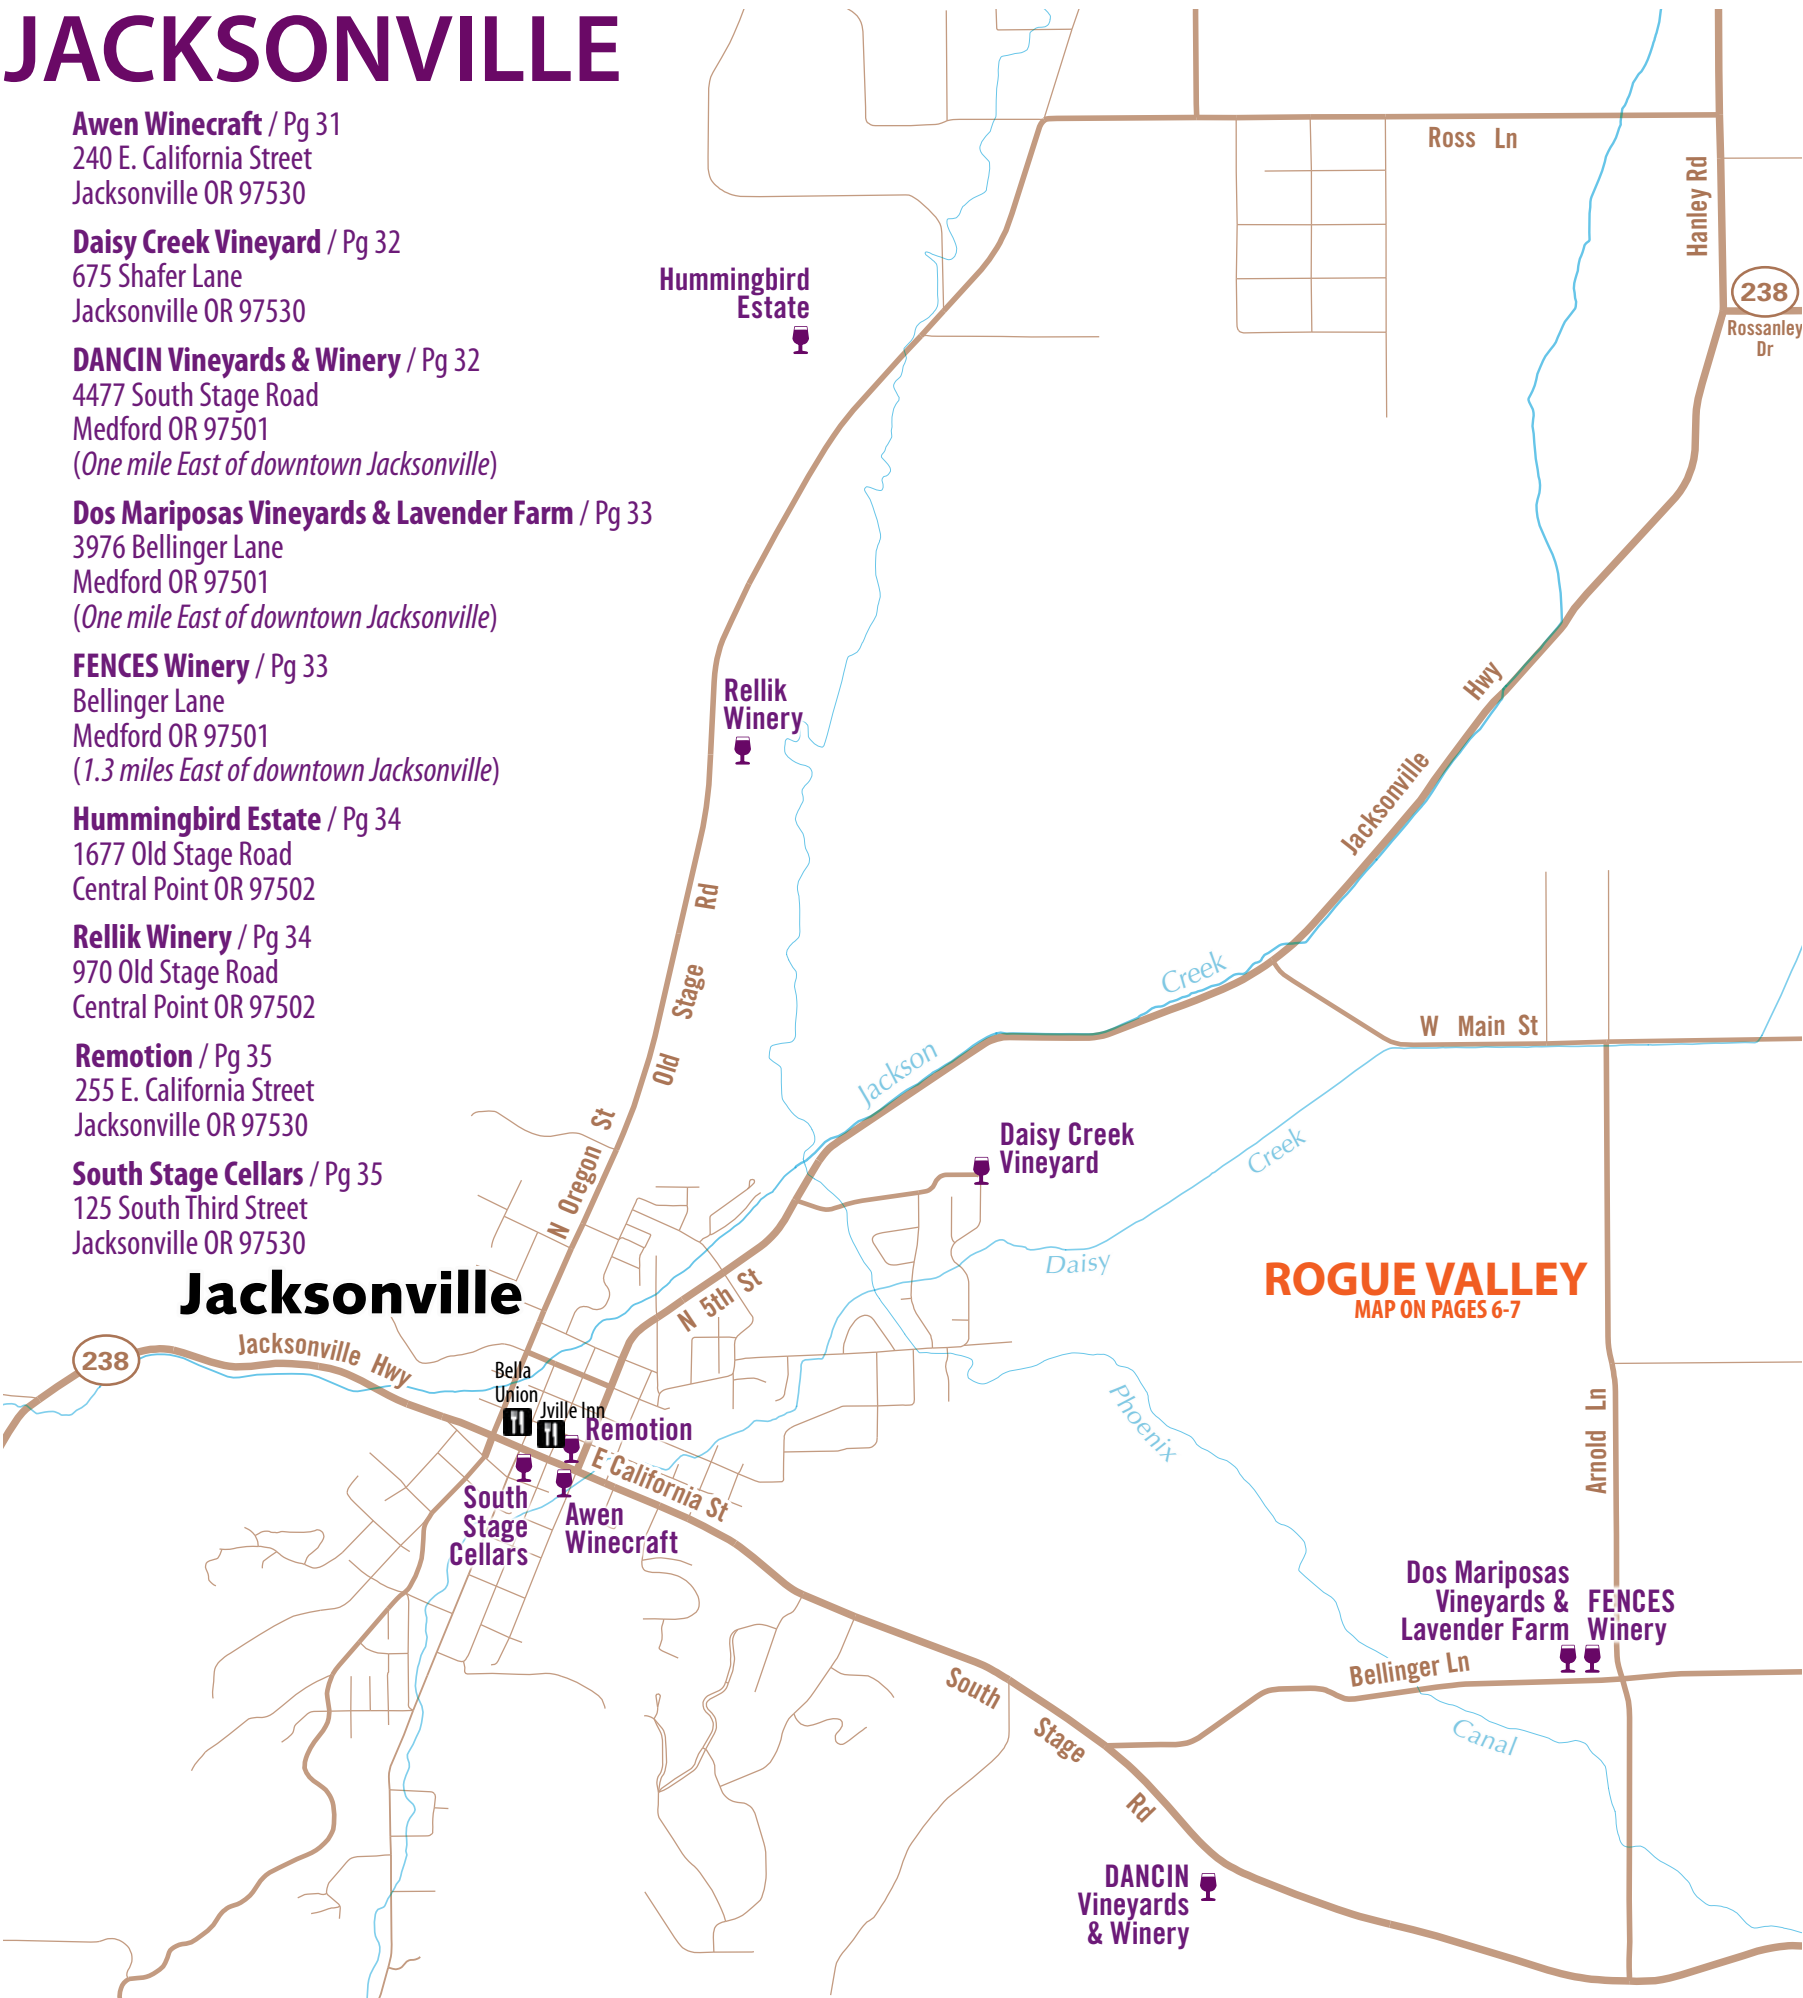 JACKSONVILLE
Awen Winecraft / Pg 31
240 E. California Street
Jacksonville OR 97530
Daisy Creek Vineyard / Pg 32
675 Shafer Lane
Jacksonville OR 97530
DANCIN Vineyards & Winery / Pg 32
4477 South Stage Road
Medford OR 97501
(One mile East of downtown Jacksonville)
Dos Mariposas Vineyards & Lavender Farm / Pg 33
3976 Bellinger Lane
Medford OR 97501
(One mile East of downtown Jacksonville)
FENCES Winery / Pg 33
Bellinger Lane
Medford OR 97501
(1.3 miles East of downtown Jacksonville)
Hummingbird Estate / Pg 34
1677 Old Stage Road
Central Point OR 97502
Rellik Winery / Pg 34
970 Old Stage Road
Central Point OR 97502
Remotion / Pg 35
255 E. California Street
Jacksonville OR 97530
South Stage Cellars / Pg 35
125 South Third Street
Jacksonville OR 97530
Ross Ln
Hanley Rd
238
Rossanley
Dr
Hummingbird
Estate
Rellik
Winery
Jacksonville Hwy
Old Stage Rd
Jackson Creek
W Main St
N Oregon St
Daisy Creek
Vineyard
Daisy Creek
ROGUE VALLEY
MAP ON PAGES 6-7
Jacksonville
N 5th St
238
Jacksonville Hwy
Bella
Union
Jville Inn
Remotion
E California St
South
Stage
Cellars
Awen
Winecraft
Phoenix
Arnold Ln
Dos Mariposas
Vineyards &
Lavender Farm
FENCES
Winery
Bellinger Ln
South Stage Rd
Canal
DANCIN
Vineyards
& Winery